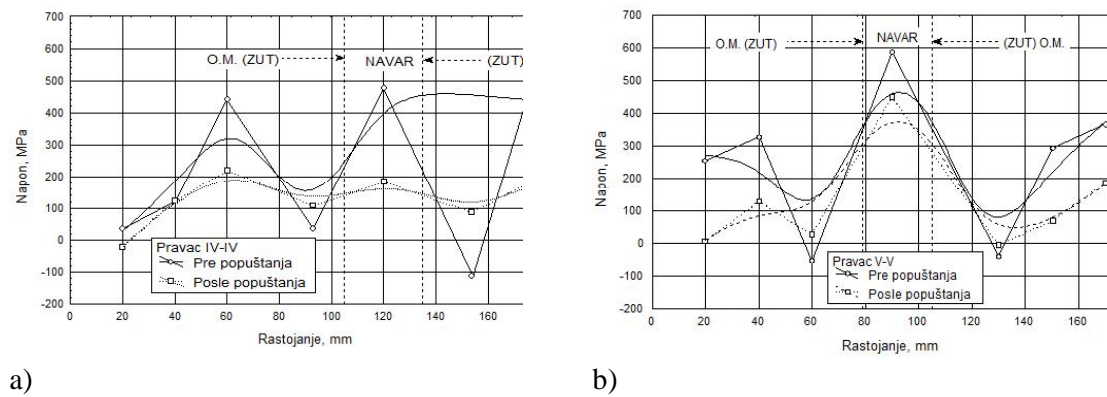 700
600
500
400
300
200
100
0
-100
-200
Napon, MPa
O.M. (ZUT)
NAVAR
(ZUT)
Pravac IV-IV
Pre popuštanja
Posle popuštanja
0 20 40 60 80 100 120 140 160
Rastojanje, mm
a)
700
600
500
400
300
200
100
0
-100
-200
Napon, MPa
O.M. (ZUT)
NAVAR
(ZUT) O.M.
Pravac V-V
Pre popuštanja
Posle popuštanja
0 20 40 60 80 100 120 140 160
Rastojanje, mm
b)